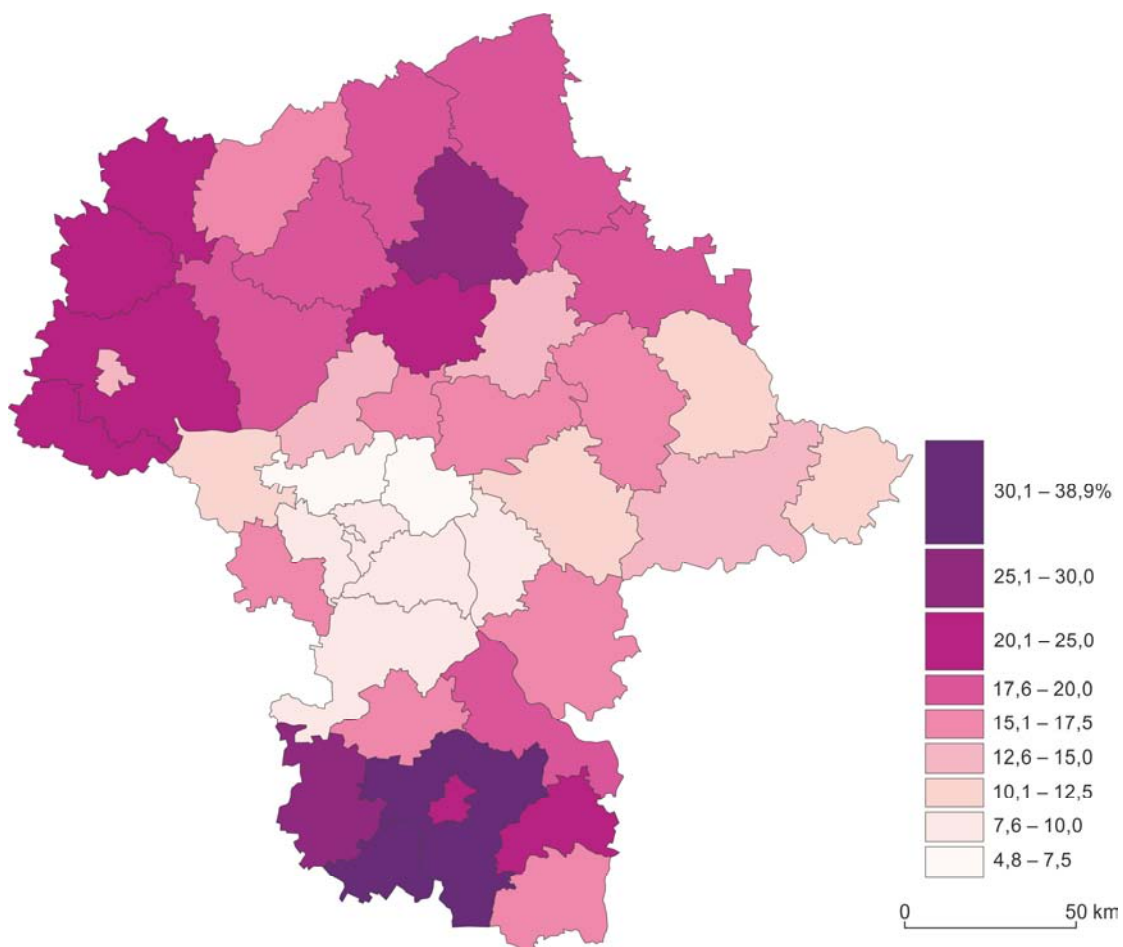 30,1 – 38,9%
25,1 – 30,0
20,1 – 25,0
17,6 – 20,0
15,1 – 17,5
12,6 – 15,0
10,1 – 12,5
7,6 – 10,0
4,8 – 7,5
0 50 km